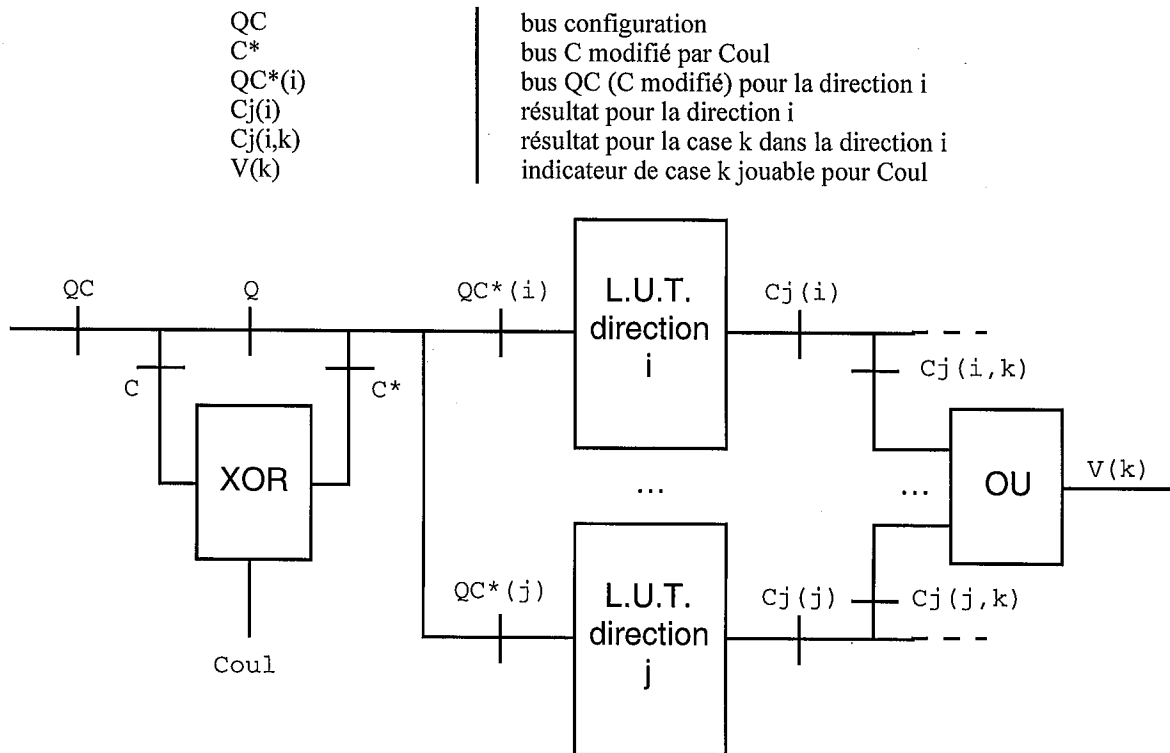 QC bus configuration
C* bus C modifié par Coul
QC*(i) bus QC (C modifié) pour la direction i
Cj(i) résultat pour la direction i
Cj(i,k) résultat pour la case k dans la direction i
V(k) indicateur de case k jouable pour Coul
QC Q QC*(i) L.U.T. direction i Cj(i)
C C* Cj(i,k)
XOR ... ... OU V(k)
QC*(j) L.U.T. direction j Cj(j) Cj(j,k)
Coul